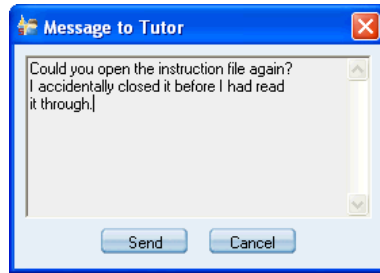 Message to Tutor
Could you open the instruction file again?
I accidentally closed it before I had read
it through.
Send
Cancel